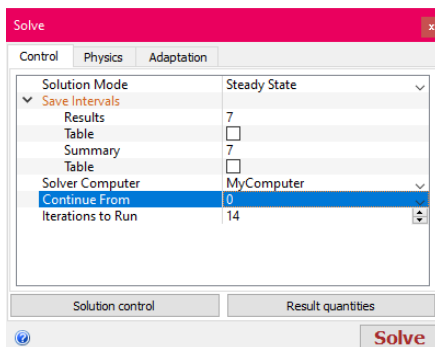 Solve x
Control Physics Adaptation
Solution Mode Steady State
Save Intervals
Results 7
Table
Summary 7
Table
Solver Computer MyComputer
Continue From 0
Iterations to Run 14
Solution control Result quantities
? Solve